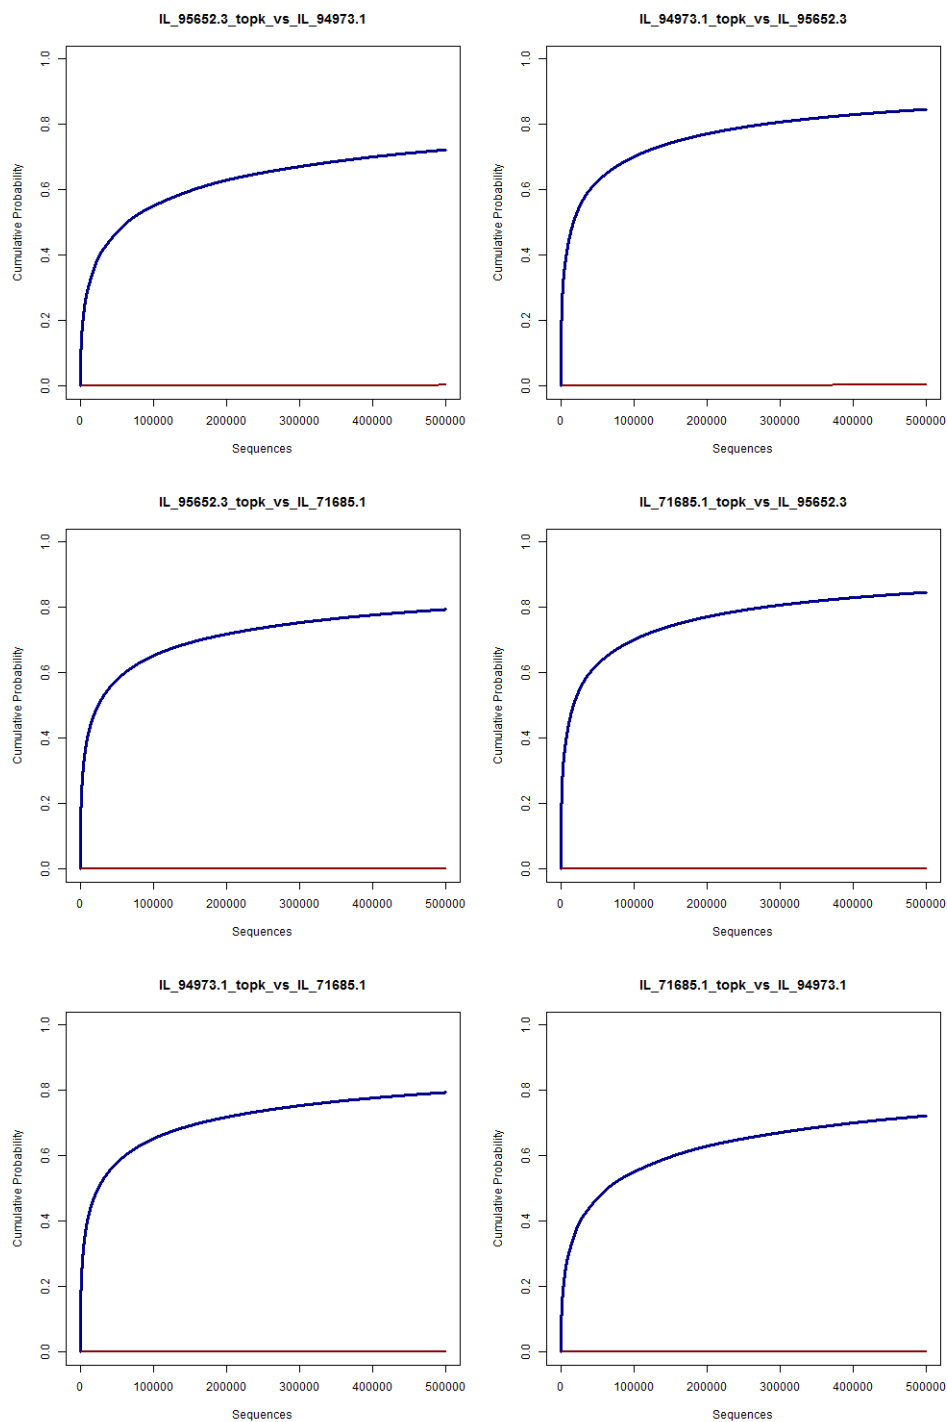 IL_95652.3_topk_vs_IL_94973.1
Cumulative Probability
1.0
0.8
0.6
0.4
0.2
0.0
0 100000 200000 300000 400000 500000
Sequences
IL_94973.1_topk_vs_IL_95652.3
Cumulative Probability
1.0
0.8
0.6
0.4
0.2
0.0
0 100000 200000 300000 400000 500000
Sequences
IL_95652.3_topk_vs_IL_71685.1
Cumulative Probability
1.0
0.8
0.6
0.4
0.2
0.0
0 100000 200000 300000 400000 500000
Sequences
IL_71685.1_topk_vs_IL_95652.3
Cumulative Probability
1.0
0.8
0.6
0.4
0.2
0.0
0 100000 200000 300000 400000 500000
Sequences
IL_94973.1_topk_vs_IL_71685.1
Cumulative Probability
1.0
0.8
0.6
0.4
0.2
0.0
0 100000 200000 300000 400000 500000
Sequences
IL_71685.1_topk_vs_IL_94973.1
Cumulative Probability
1.0
0.8
0.6
0.4
0.2
0.0
0 100000 200000 300000 400000 500000
Sequences